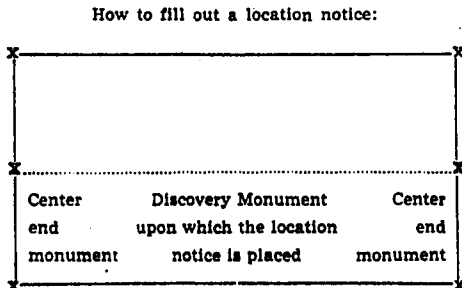 How to fill out a location notice:
Center Discovery Monument Center
end upon which the location end
monument notice is placed monument